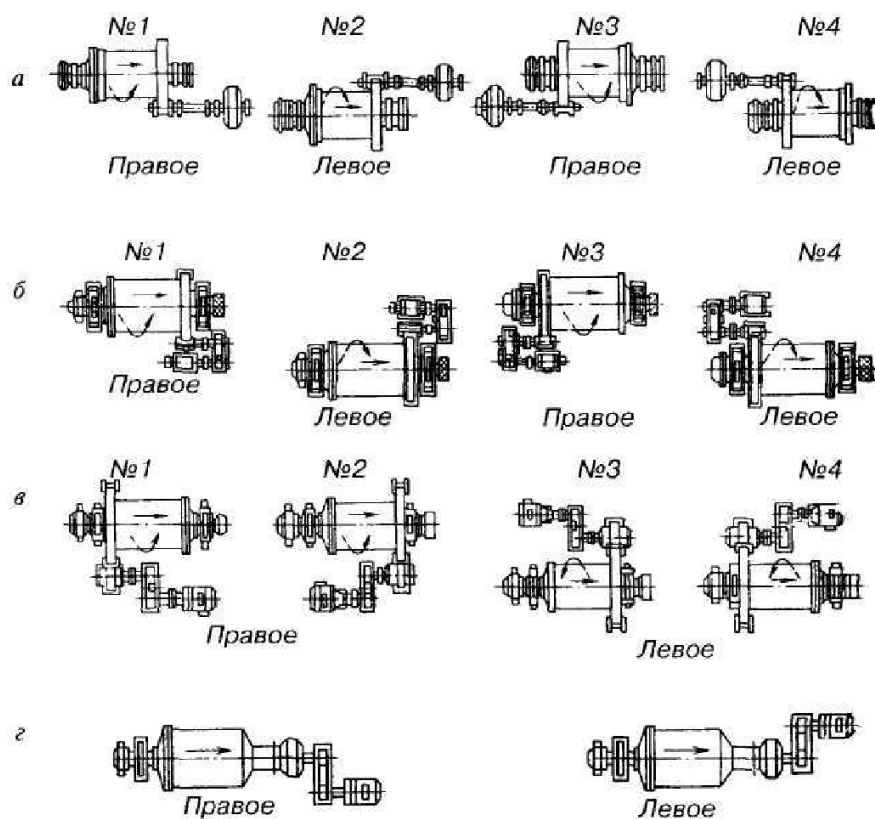 №1 №2 №3 №4
а
Правое Левое Правое Левое
№1 №2 №3 №4
б
Правое Левое Правое Левое
№1 №2 №3 №4
в
Правое Левое
г
Правое Левое